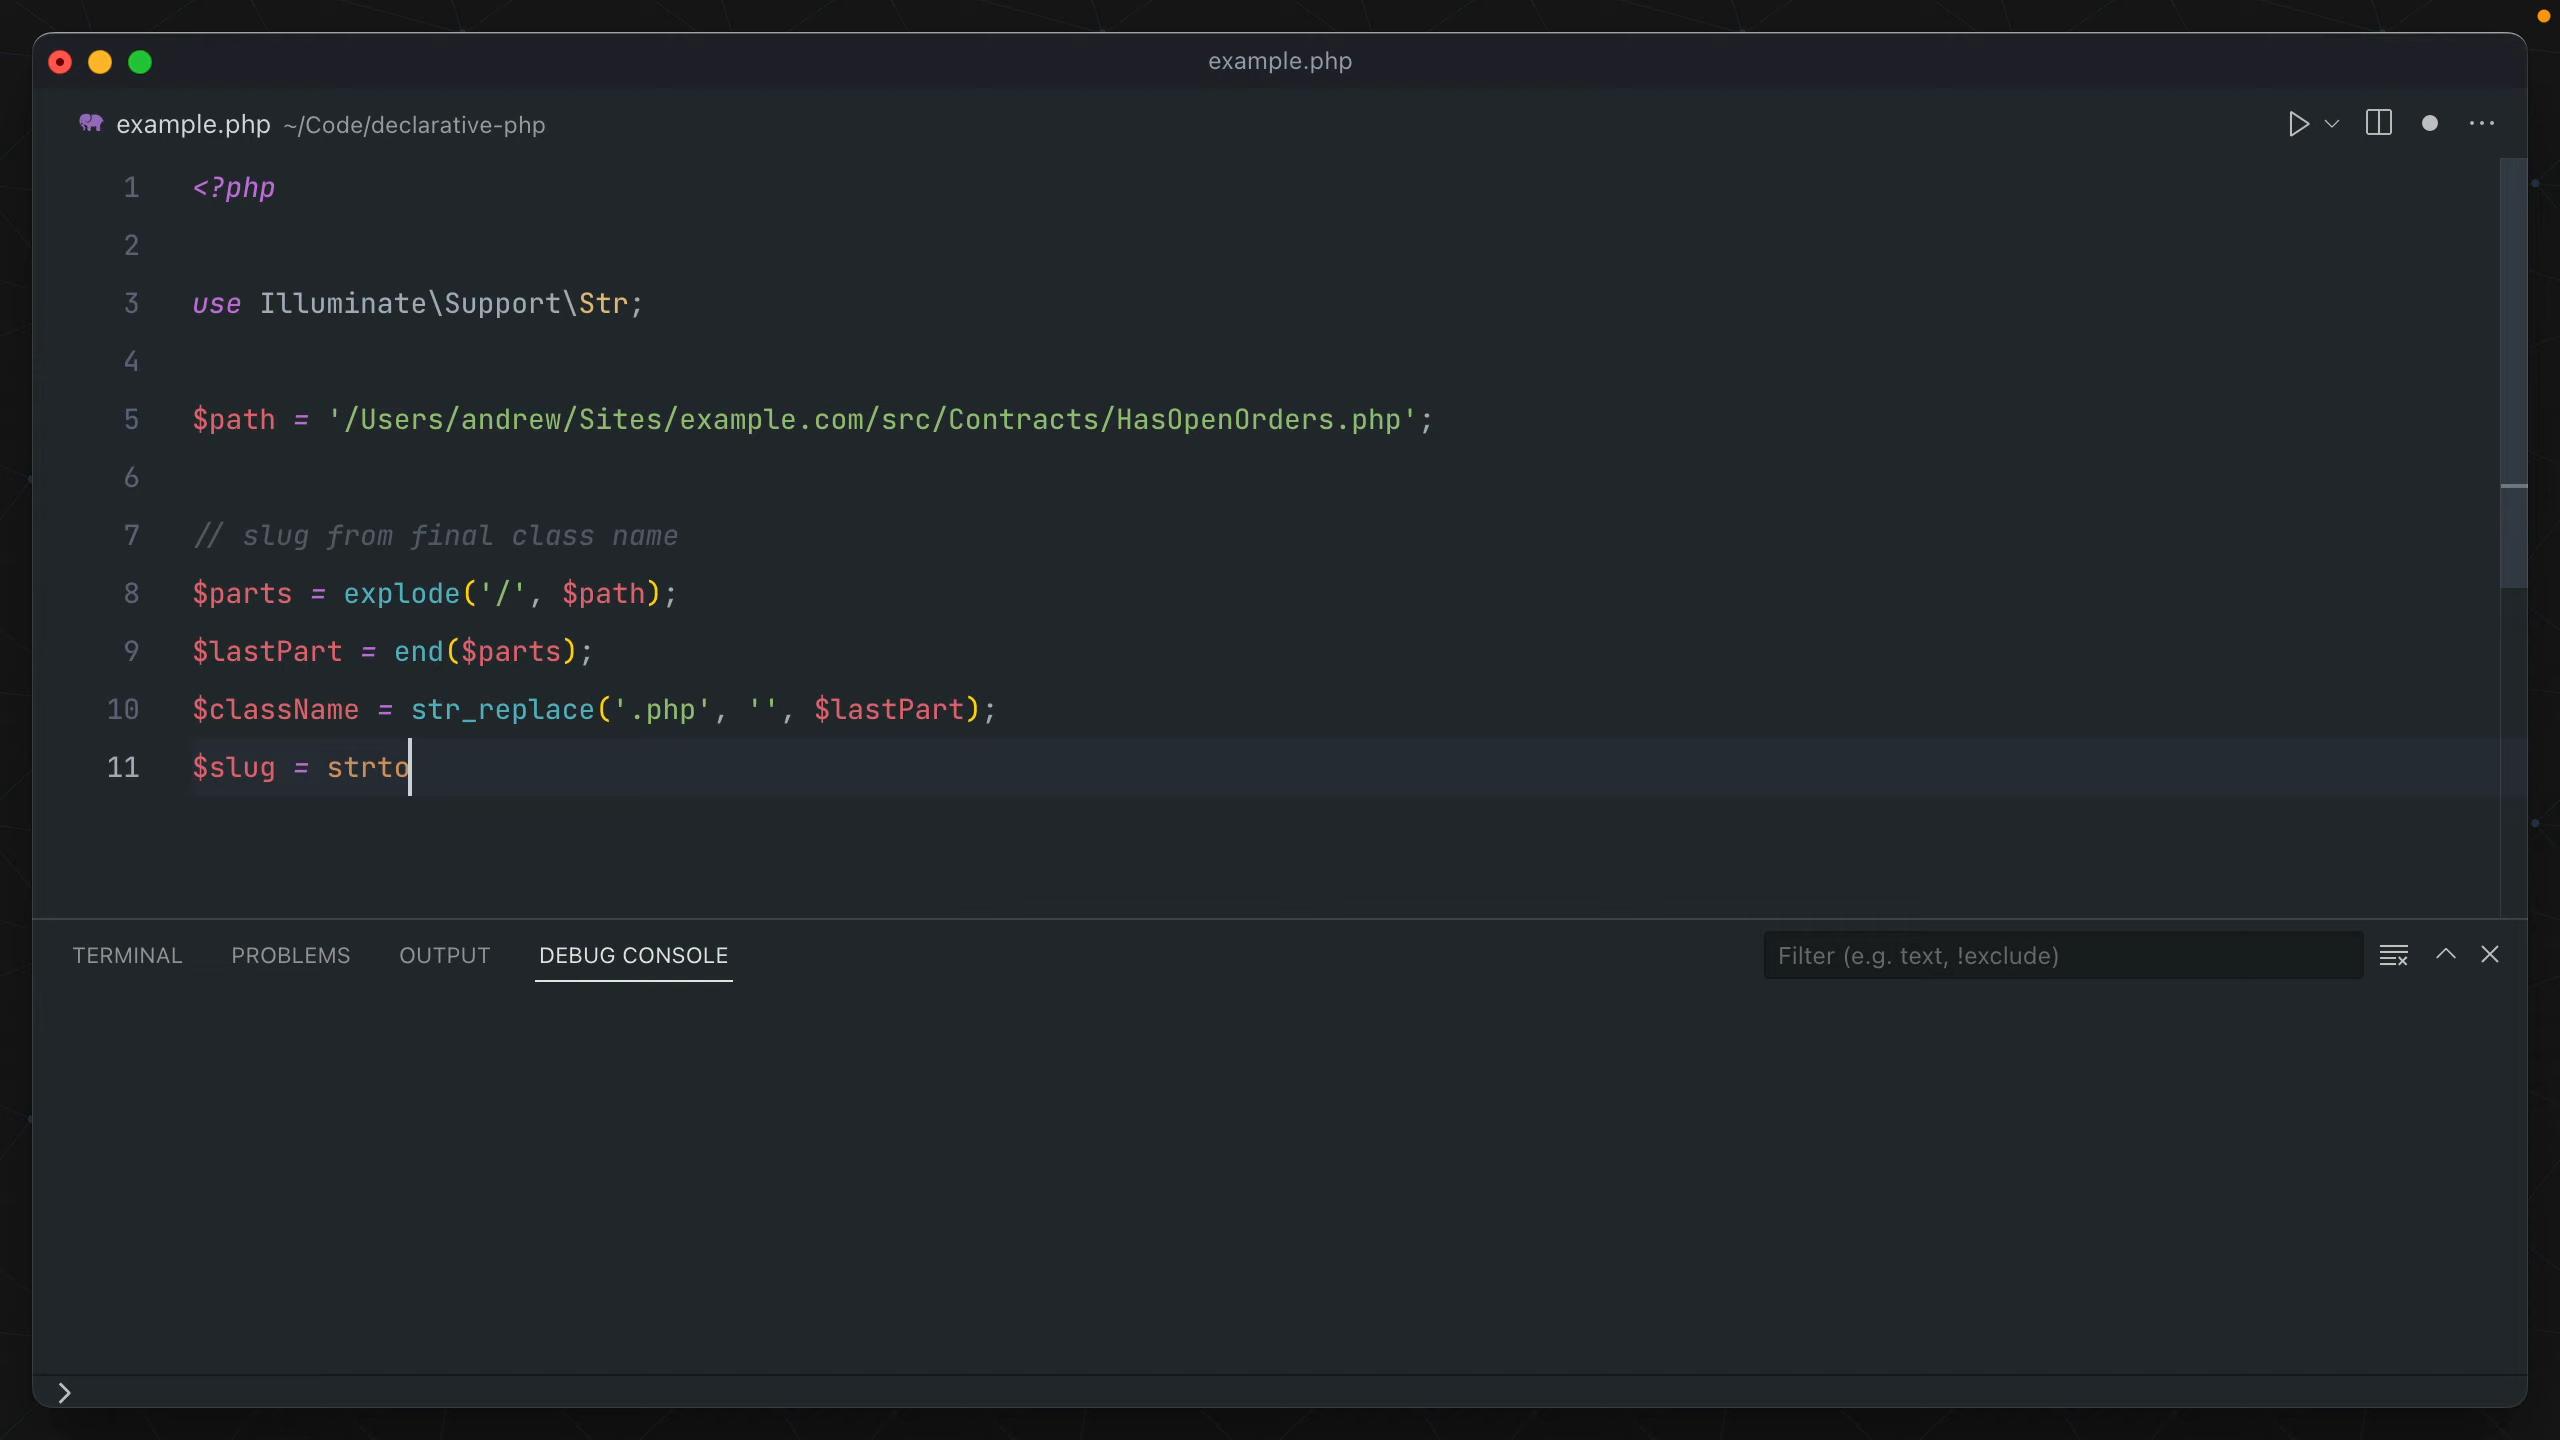 example.php
example.php ~/Code/declarative-php
1 <?php
2
3 use Illuminate\Support\Str;
4
5 $path = '/Users/andrew/Sites/example.com/src/Contracts/HasOpenOrders.php';
6
7 // slug from final class name
8 $parts = explode('/', $path);
9 $lastPart = end($parts);
10 $className = str_replace('.php', '', $lastPart);
11 $slug = strto
TERMINAL PROBLEMS OUTPUT DEBUG CONSOLE Filter (e.g. text, !exclude)